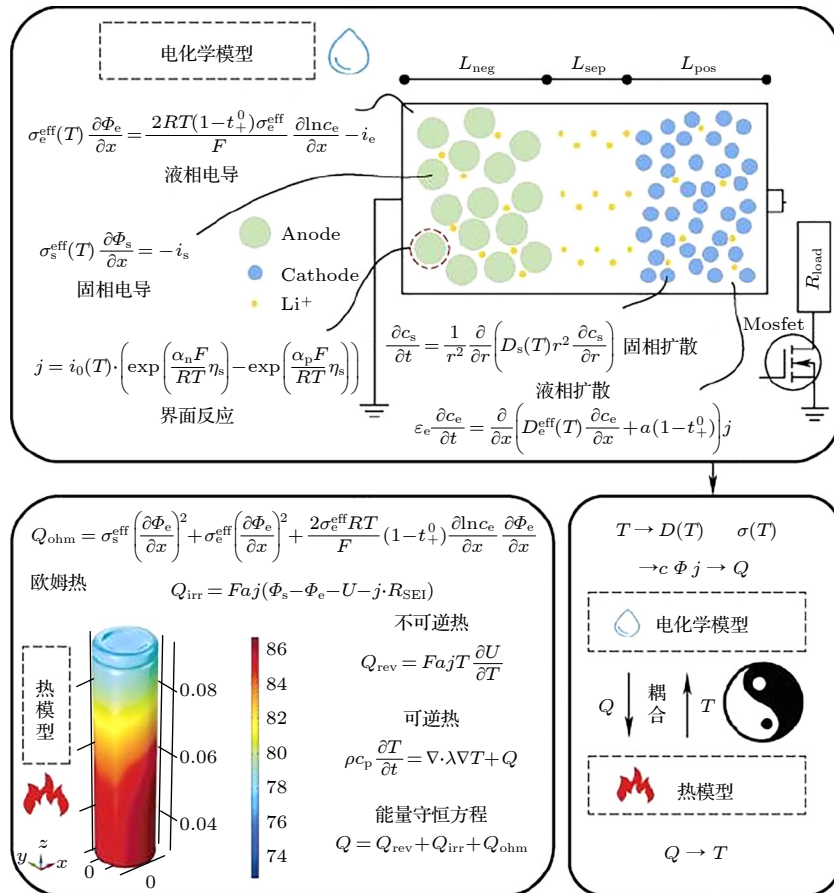 电化学模型
L_neg L_sep L_pos
σ_e^eff(T) ∂Φ_e/∂x = 2RT(1−t_+^0)σ_e^eff/F ∂lnc_e/∂x −i_e
液相电导
σ_s^eff(T) ∂Φ_s/∂x = −i_s
固相电导
Anode
Cathode
Li⁺
R_load
Mosfet
j = i_0(T)·(exp(α_n F/RT η_s)−exp(α_p F/RT η_s))
界面反应
∂c_s/∂t = 1/r² ∂/∂r (D_s(T)r² ∂c_s/∂r) 固相扩散
液相扩散
ε_e ∂c_e/∂t = ∂/∂x (D_e^eff(T) ∂c_e/∂x + a(1−t_+^0))j
Q_ohm = σ_s^eff(∂Φ_e/∂x)² + σ_e^eff(∂Φ_e/∂x)² + 2σ_e^eff RT/F (1−t_+^0) ∂lnc_e/∂x ∂Φ_e/∂x
欧姆热
Q_irr = Faj(Φ_s−Φ_e−U−j·R_SEI)
不可逆热
Q_rev = FajT ∂U/∂T
可逆热
ρc_p ∂T/∂t = ∇·λ∇T + Q
能量守恒方程
Q = Q_rev+Q_irr+Q_ohm
热模型
0.08
0.06
0.04
0
0
z
y x
86
84
82
80
78
76
74
T → D(T) σ(T)
→c Φ j → Q
电化学模型
Q 耦合 T
热模型
Q → T